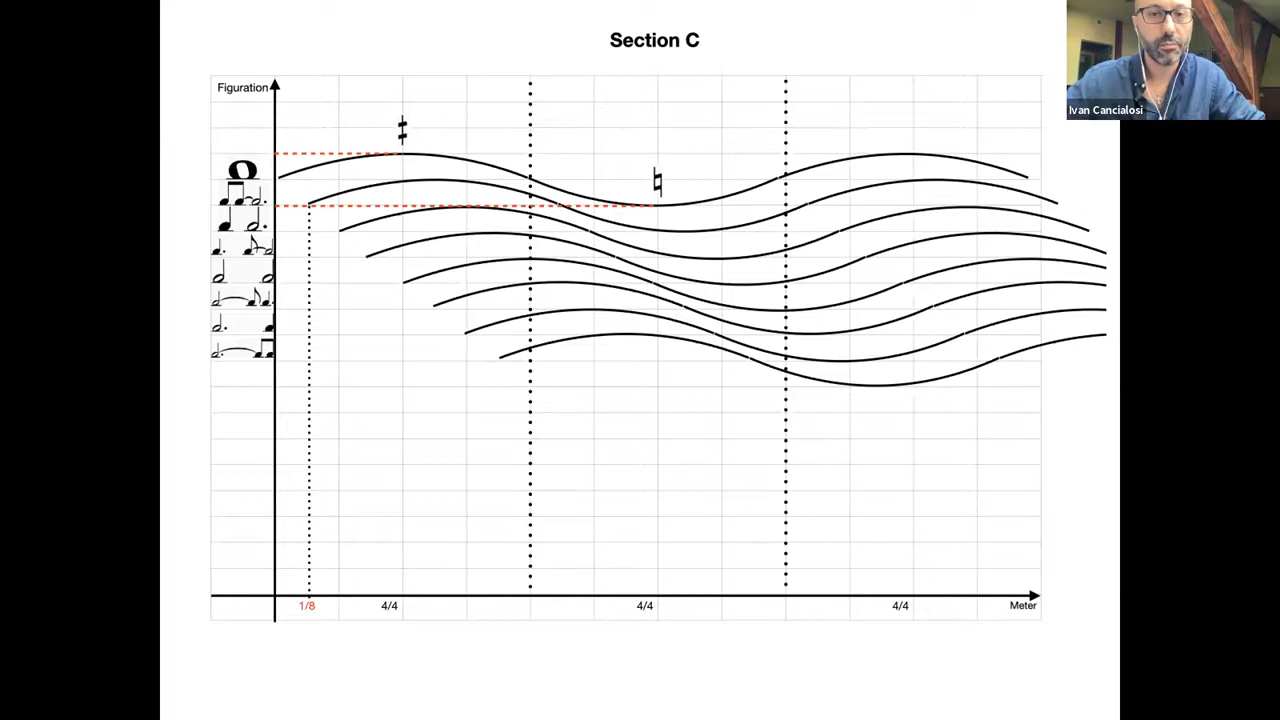 Section C
Ivan Cancialosi
Figuration
1/8
4/4
4/4
4/4
Meter